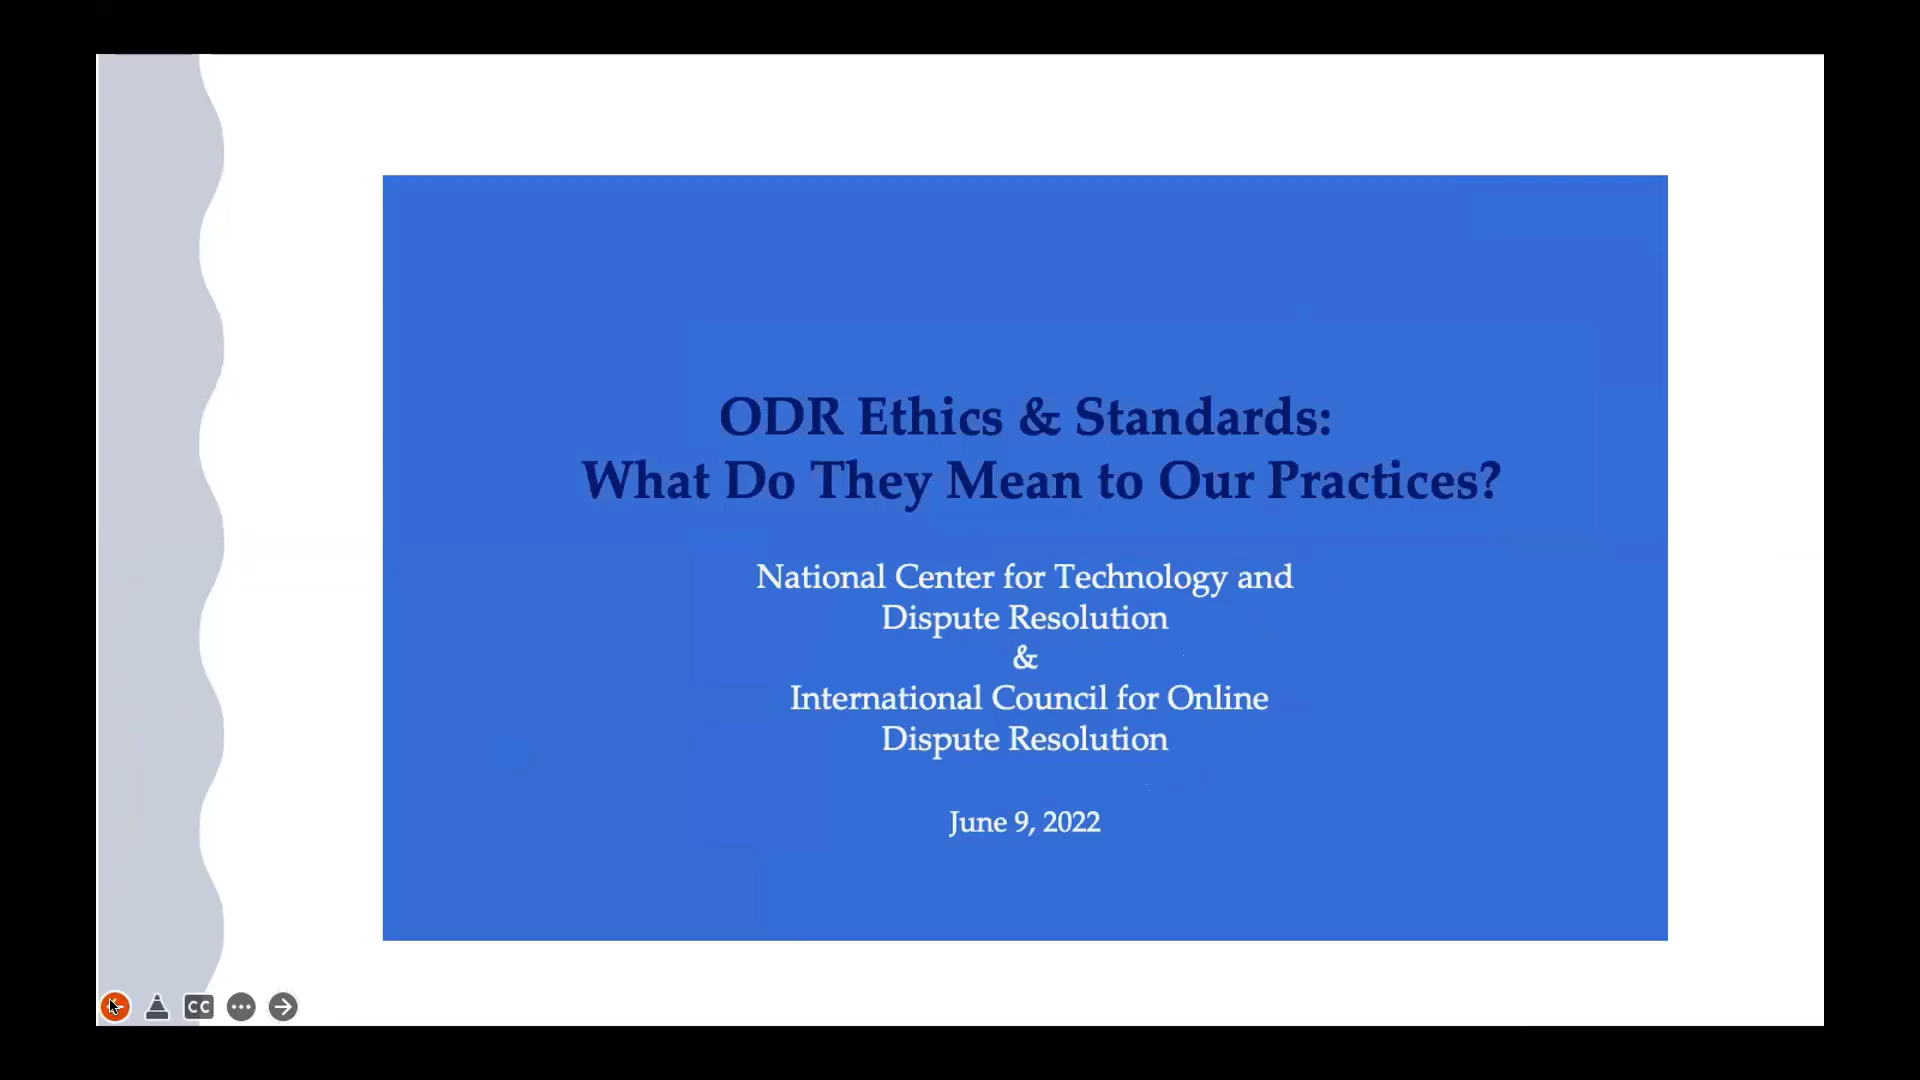 ODR Ethics & Standards:
What Do They Mean to Our Practices?
National Center for Technology and
Dispute Resolution
&
International Council for Online
Dispute Resolution
June 9, 2022
CC